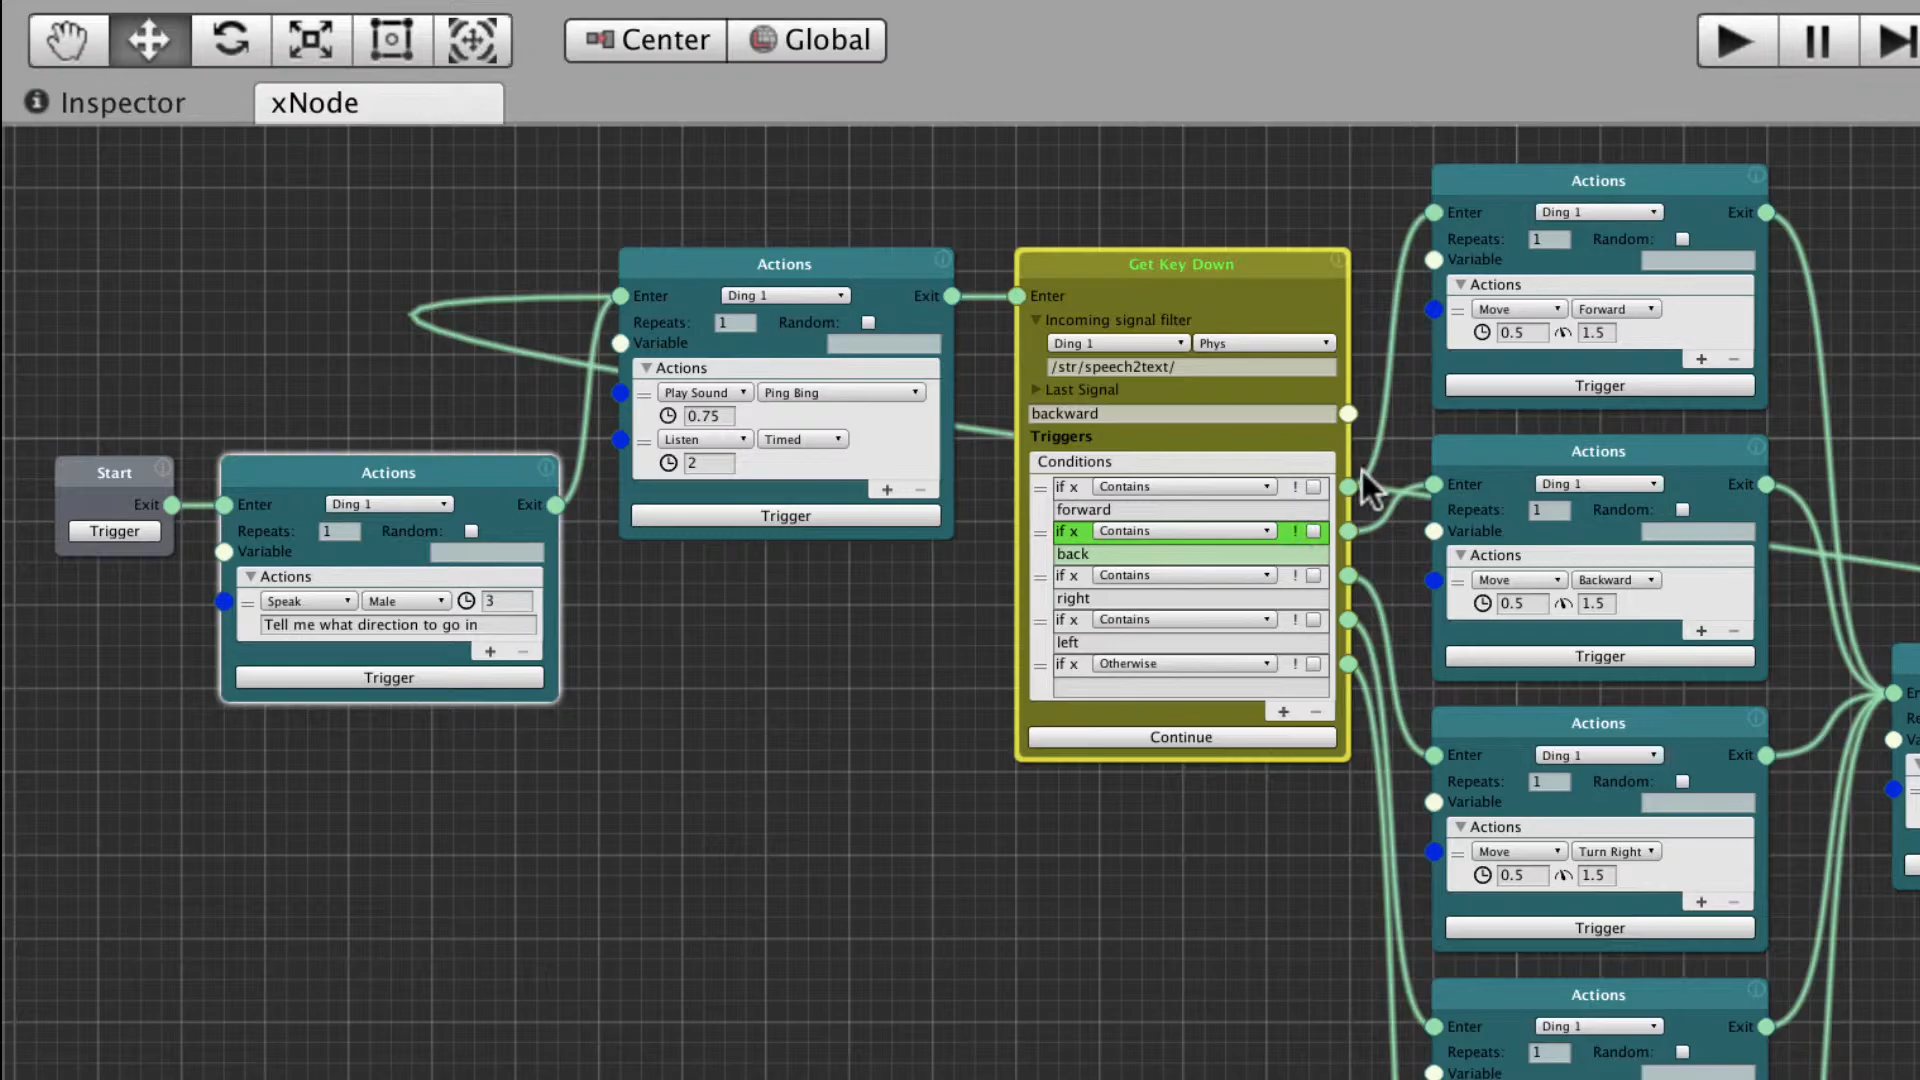 Center Global
Inspector xNode
Start
Exit
Trigger
Actions
Enter Ding 1 Exit
Repeats: 1 Random:
Variable
Actions
Speak Male 3
Tell me what direction to go in
+ −
Trigger
Actions
Enter Ding 1 Exit
Repeats: 1 Random:
Variable
Actions
Play Sound Ping Bing
0.75
Listen Timed
2
+ −
Trigger
Get Key Down
Enter
Incoming signal filter
Ding 1 Phys
/str/speech2text/
Last Signal
backward
Triggers
Conditions
if x Contains !
forward
if x Contains !
back
if x Contains !
right
if x Contains !
left
if x Otherwise !
+ −
Continue
Actions
Enter Ding 1 Exit
Repeats: 1 Random:
Variable
Actions
Move Forward
0.5 1.5
+ −
Trigger
Actions
Enter Ding 1 Exit
Repeats: 1 Random:
Variable
Actions
Move Backward
0.5 1.5
+ −
Trigger
Actions
Enter Ding 1 Exit
Repeats: 1 Random:
Variable
Actions
Move Turn Right
0.5 1.5
+ −
Trigger
Actions
Enter Ding 1 Exit
Repeats: 1 Random:
Variable